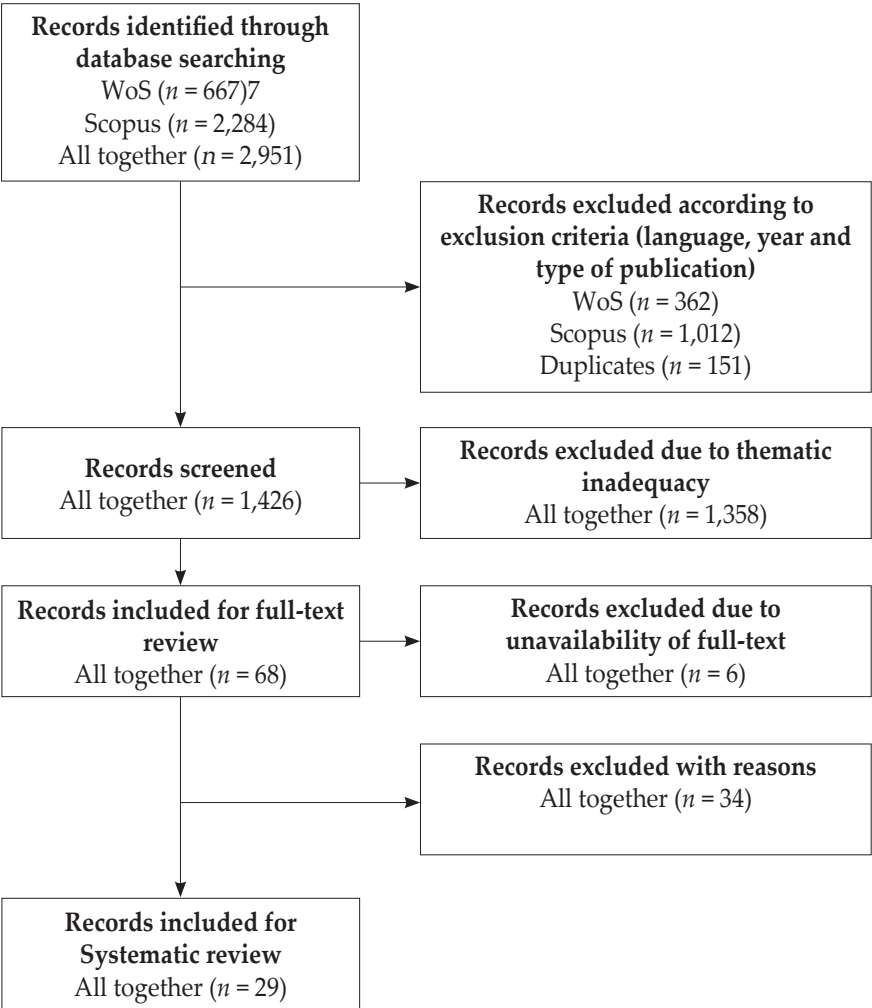 Records identified through
database searching
WoS (n = 667)7
Scopus (n = 2,284)
All together (n = 2,951)
Records excluded according to
exclusion criteria (language, year and
type of publication)
WoS (n = 362)
Scopus (n = 1,012)
Duplicates (n = 151)
Records screened
All together (n = 1,426)
Records excluded due to thematic
inadequacy
All together (n = 1,358)
Records included for full-text
review
All together (n = 68)
Records excluded due to
unavailability of full-text
All together (n = 6)
Records excluded with reasons
All together (n = 34)
Records included for
Systematic review
All together (n = 29)